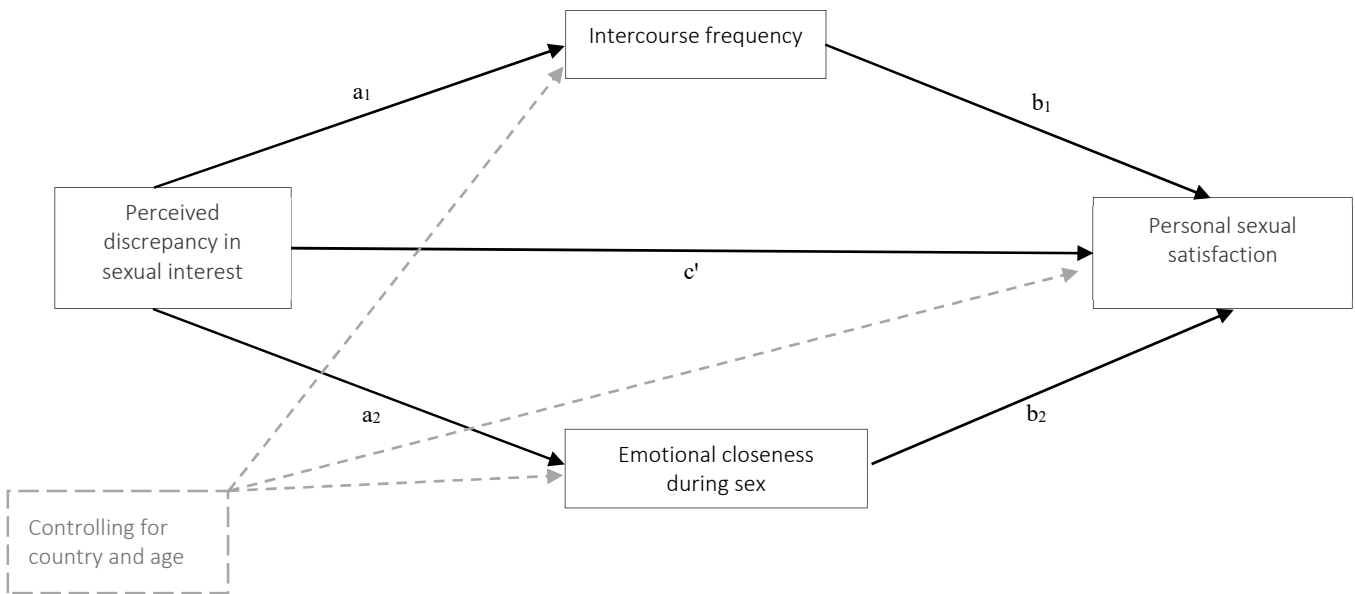 Intercourse frequency
a1
b1
Perceived
discrepancy in
sexual interest
Personal sexual
satisfaction
c'
a2
b2
Emotional closeness
during sex
Controlling for
country and age